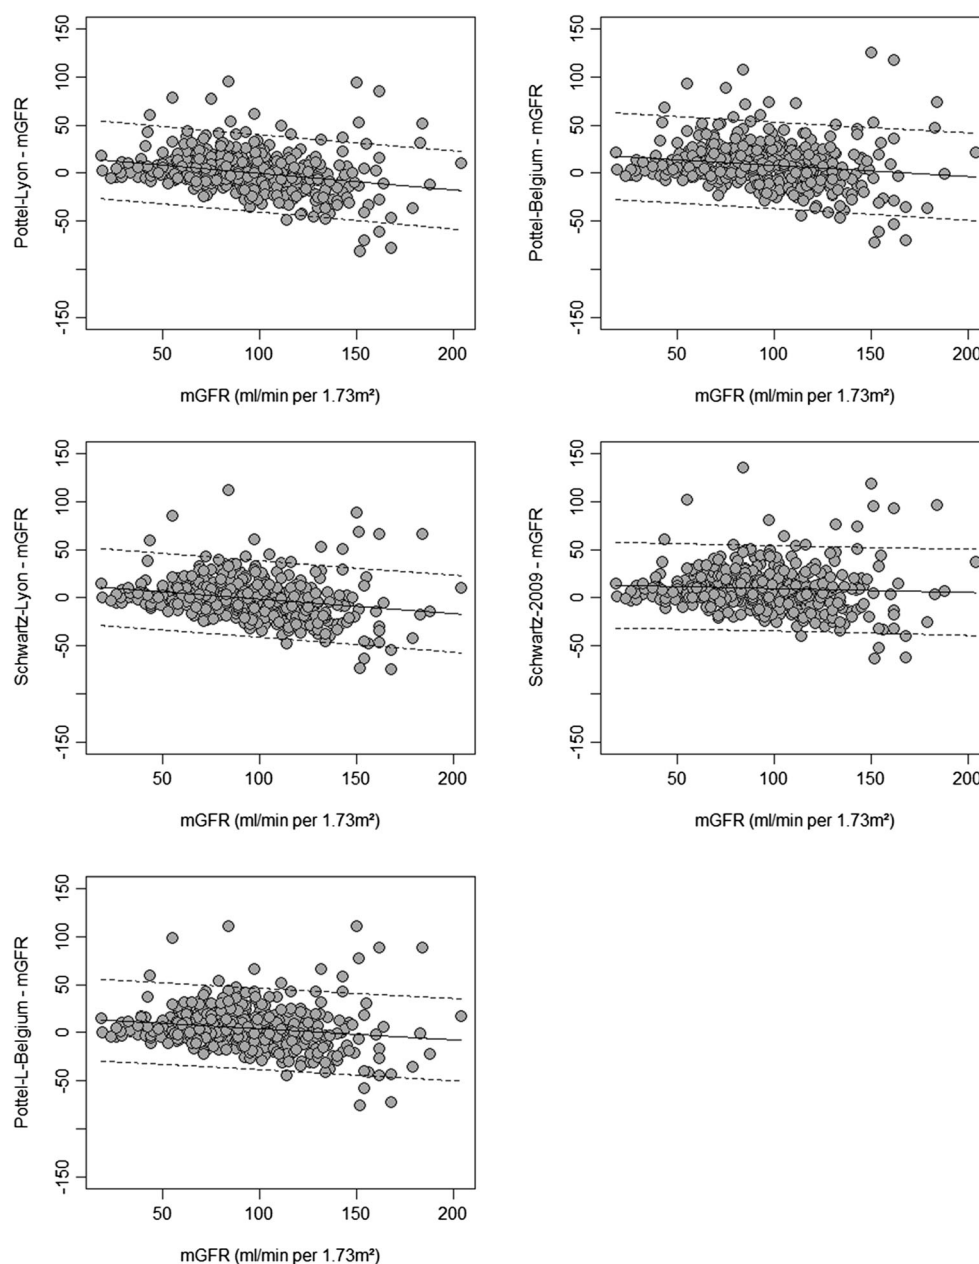 150
100
50
0
-50
-150
Pottel-Lyon - mGFR
50 100 150 200
mGFR (ml/min per 1.73m²)
150
100
50
0
-50
-150
Pottel-Belgium - mGFR
50 100 150 200
mGFR (ml/min per 1.73m²)
150
100
50
0
-50
-150
Schwartz-Lyon - mGFR
50 100 150 200
mGFR (ml/min per 1.73m²)
150
100
50
0
-50
-150
Schwartz-2009 - mGFR
50 100 150 200
mGFR (ml/min per 1.73m²)
150
100
50
0
-50
-150
Pottel-L-Belgium - mGFR
50 100 150 200
mGFR (ml/min per 1.73m²)